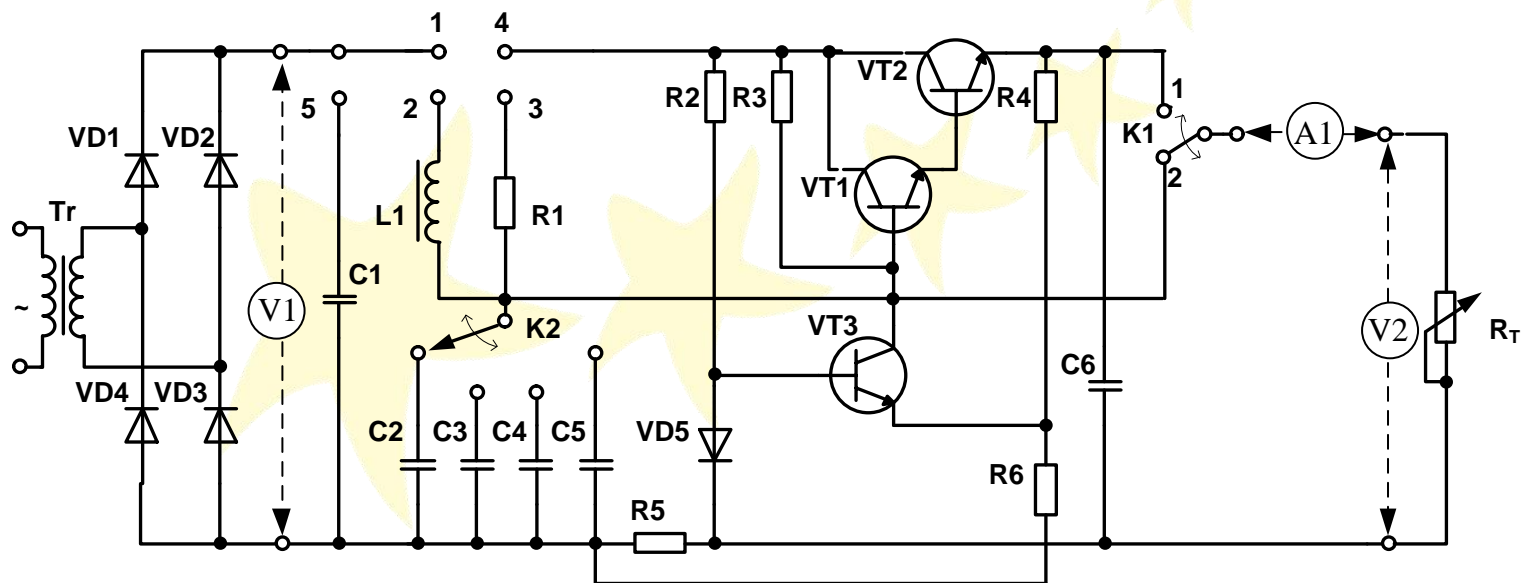 1 4
VT2
R2 R3 R4
5 2 3 1
VD1 VD2 K1 A1
2
VT1
Tr L1 R1
C1
V1
~ K2 VT3 V2 R_T
C6
VD4 VD3
C2 C3 C4 C5 VD5
R6
R5